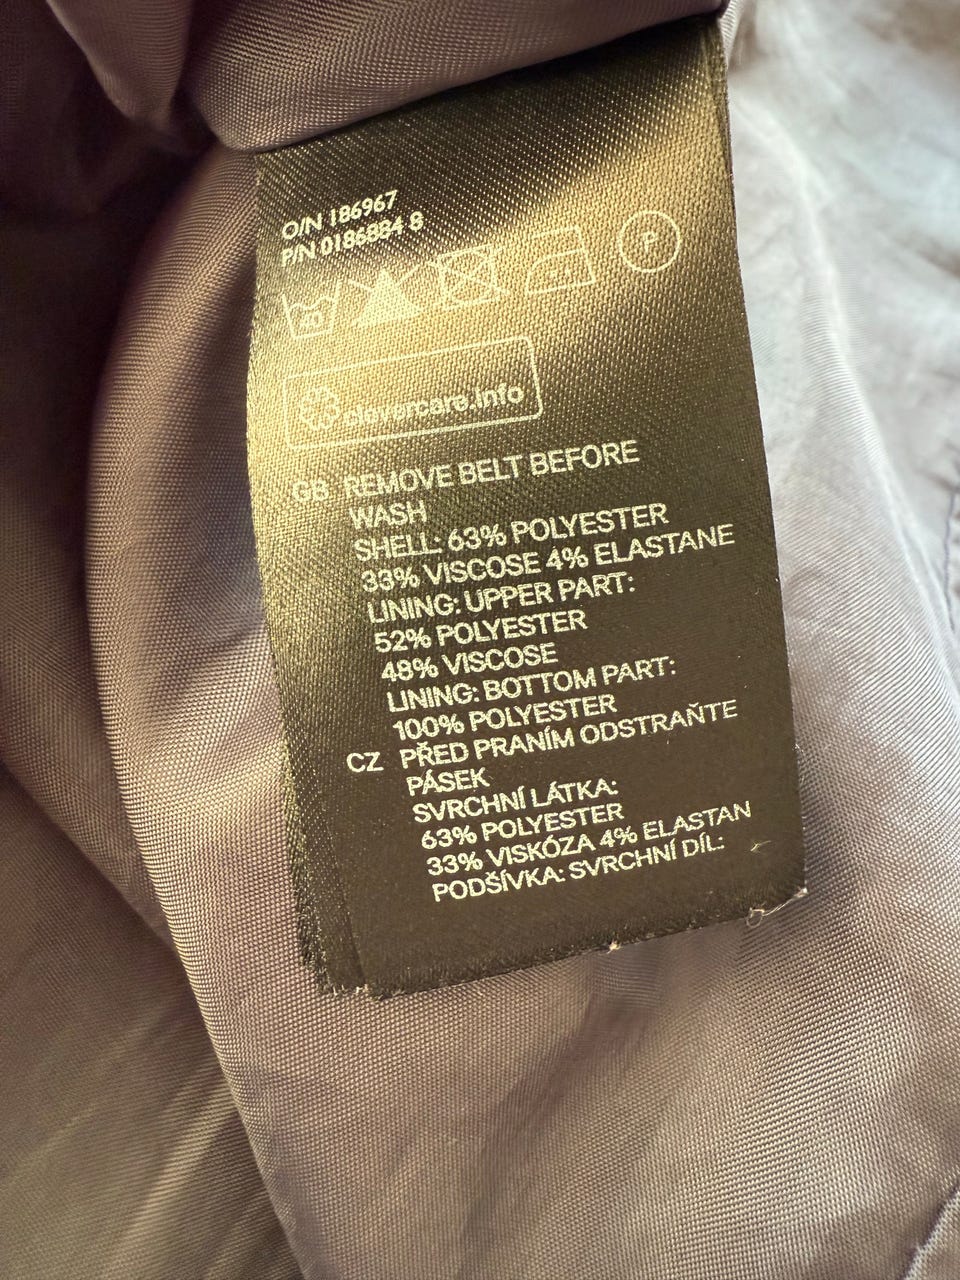 O/N 186967
P/N 0186884 8
40
P
clevercare.info
GB REMOVE BELT BEFORE
WASH
SHELL: 63% POLYESTER
33% VISCOSE 4% ELASTANE
LINING: UPPER PART:
52% POLYESTER
48% VISCOSE
LINING: BOTTOM PART:
100% POLYESTER
CZ PŘED PRANÍM ODSTRAŇTE
PÁSEK
SVRCHNÍ LÁTKA:
63% POLYESTER
33% VISKÓZA 4% ELASTAN
PODŠÍVKA: SVRCHNÍ DÍL: